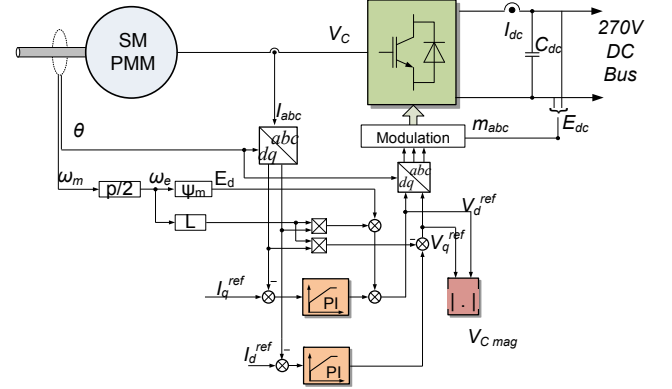 SM
PMM
V_C
I_dc
C_dc
270V
DC
Bus
I_abc
θ
abc
dq
Modulation
m_abc
E_dc
abc
dq
ω_m
p/2
ω_e
Ψ_m
E_d
L
V_d^ref
V_q^ref
-
I_q^ref
-
PI
| . |
V_C mag
I_d^ref
-
PI